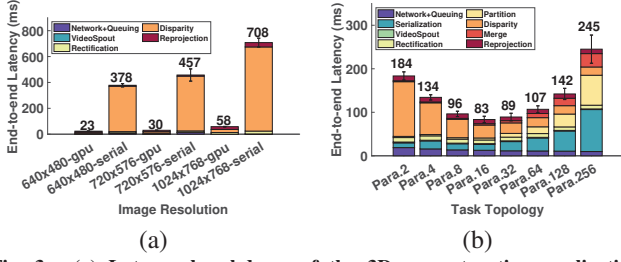 End-to-end Latency (ms)
800
600
400
200
0
Network+Queuing
VideoSpout
Rectification
Disparity
Reprojection
23
378
457
30
58
708
640x480-gpu
640x480-serial
720x576-gpu
720x576-serial
1024x768-gpu
1024x768-serial
Image Resolution
(a)
End-to-end Latency (ms)
300
200
100
0
Network+Queuing
Serialization
VideoSpout
Rectification
Partition
Disparity
Merge
Reprojection
184
134
96
83
89
107
142
245
Para.2
Para.4
Para.8
Para.16
Para.32
Para.64
Para.128
Para.256
Task Topology
(b)